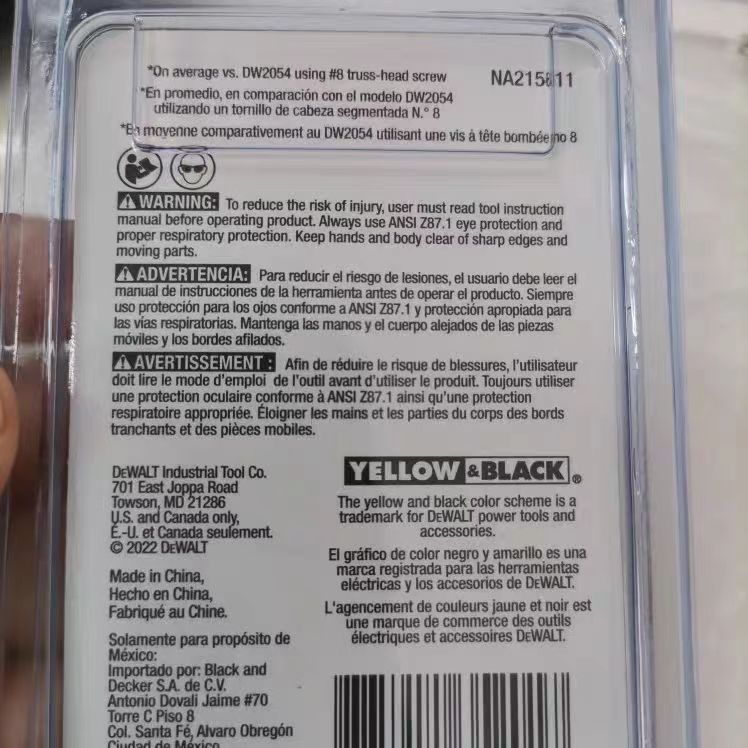 *On average vs. DW2054 using #8 truss-head screw
NA215811
*En promedio, en comparación con el modelo DW2054
utilizando un tornillo de cabeza segmentada N.° 8
*En moyenne comparativement au DW2054 utilisant une vis à tête bombée no 8
WARNING: To reduce the risk of injury, user must read tool instruction
manual before operating product. Always use ANSI Z87.1 eye protection and
proper respiratory protection. Keep hands and body clear of sharp edges and
moving parts.
ADVERTENCIA: Para reducir el riesgo de lesiones, el usuario debe leer el
manual de instrucciones de la herramienta antes de operar el producto. Siempre
uso protección para los ojos conforme a ANSI Z87.1 y protección apropiada para
las vías respiratorias. Mantenga las manos y el cuerpo alejados de las piezas
móviles y los bordes afilados.
AVERTISSEMENT : Afin de réduire le risque de blessures, l'utilisateur
doit lire le mode d'emploi de l'outil avant d'utiliser le produit. Toujours utiliser
une protection oculaire conforme à ANSI Z87.1 ainsi qu'une protection
respiratoire appropriée. Éloigner les mains et les parties du corps des bords
tranchants et des pièces mobiles.
DEWALT Industrial Tool Co.
701 East Joppa Road
Towson, MD 21286
U.S. and Canada only,
É.-U. et Canada seulement.
© 2022 DEWALT
Made in China,
Hecho en China,
Fabriqué au Chine.
Solamente para propósito de
México:
Importado por: Black and
Decker S.A. de C.V.
Antonio Dovali Jaime #70
Torre C Piso 8
Col. Santa Fé, Alvaro Obregón
Ciudad de México
YELLOW & BLACK ®
The yellow and black color scheme is a
trademark for DEWALT power tools and
accessories.
El gráfico de color negro y amarillo es una
marca registrada para las herramientas
eléctricas y los accesorios de DEWALT.
L'agencement de couleurs jaune et noir est
une marque de commerce des outils
électriques et accessoires DEWALT.